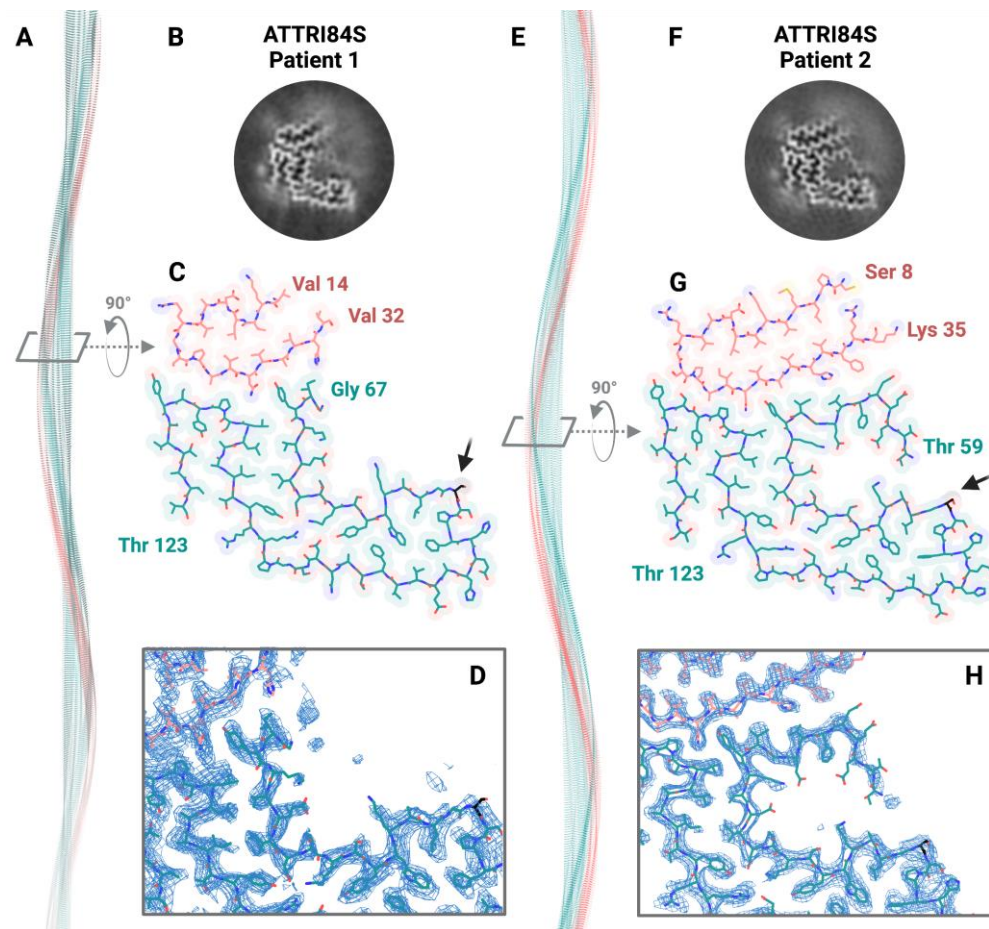 A
B
ATTRI84S
Patient 1
E
F
ATTRI84S
Patient 2
C
Val 14
Val 32
90°
Gly 67
Thr 123
G
Ser 8
Lys 35
90°
Thr 59
Thr 123
D
H